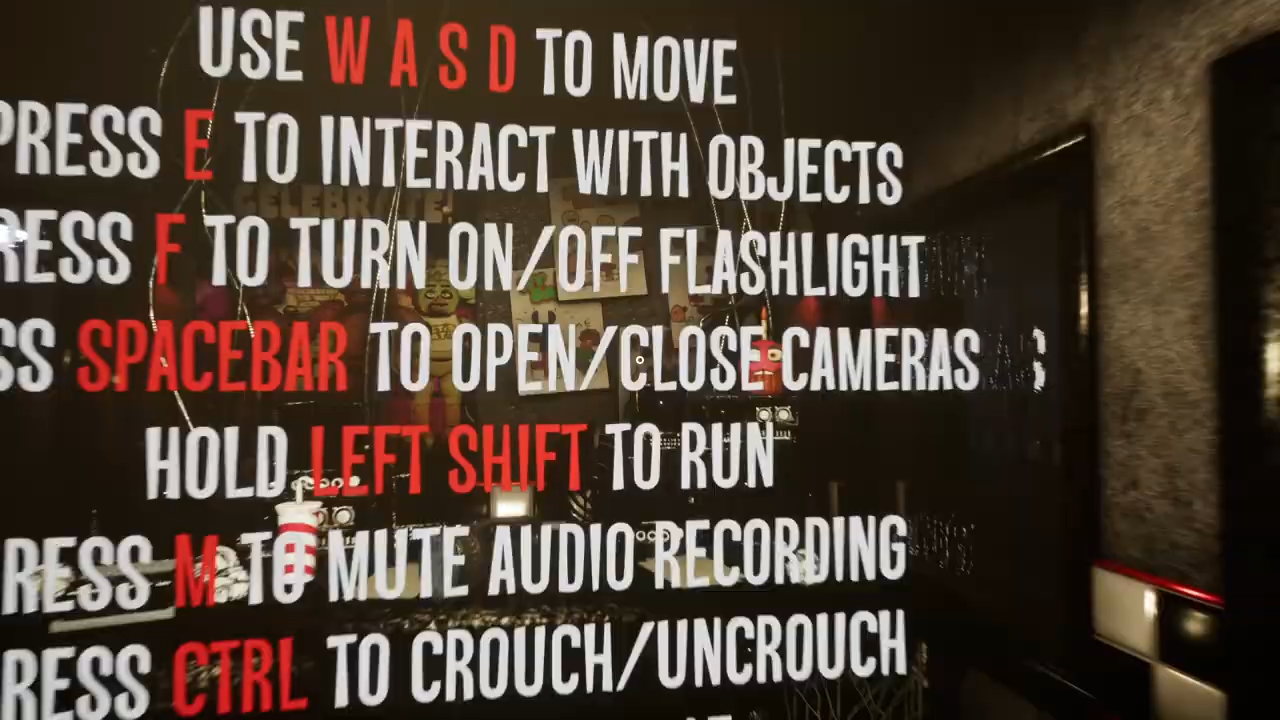 USE W A S D TO MOVE
PRESS E TO INTERACT WITH OBJECTS
RESS F TO TURN ON/OFF FLASHLIGHT
CELEBRATE!
SS SPACEBAR TO OPEN/CLOSE CAMERAS
HOLD LEFT SHIFT TO RUN
RESS M TO MUTE AUDIO RECORDING
RESS CTRL TO CROUCH/UNCROUCH